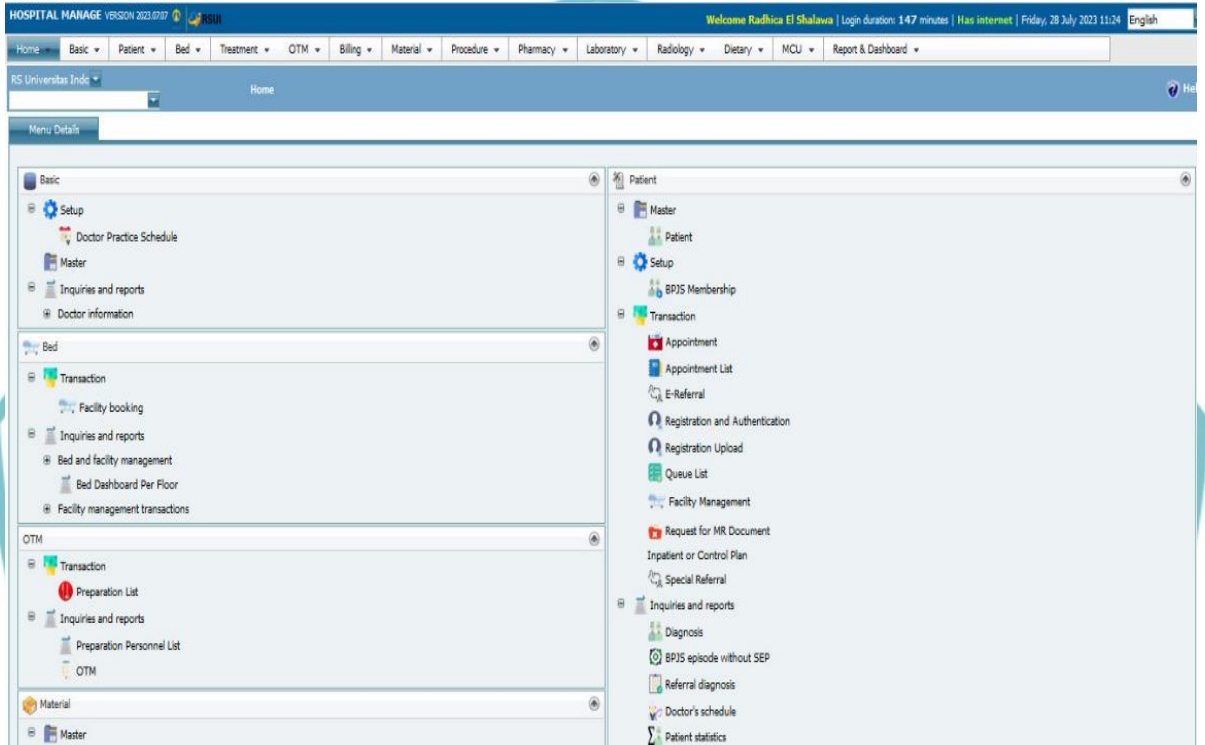 HOSPITAL MANAGE VERSION 2023.07.07 RSUI Welcome Radhica El Shalawa | Login duration: 147 minutes | Has internet | Friday, 28 July 2023 11:24 English
Home Basic Patient Bed Treatment OTM Billing Material Procedure Pharmacy Laboratory Radiology Dietary MCU Report & Dashboard
RS Universitas Indo
Home Hel
Menu Details
Basic
Setup
Doctor Practice Schedule
Master
Inquiries and reports
Doctor information
Bed
Transaction
Facility booking
Inquiries and reports
Bed and facility management
Bed Dashboard Per Floor
Facility management transactions
OTM
Transaction
Preparation List
Inquiries and reports
Preparation Personnel List
OTM
Material
Master
Patient
Master
Patient
Setup
BPJS Membership
Transaction
Appointment
Appointment List
E-Referral
Registration and Authentication
Registration Upload
Queue List
Facility Management
Request for MR Document
Inpatient or Control Plan
Special Referral
Inquiries and reports
Diagnosis
BPJS episode without SEP
Referral diagnosis
Doctor's schedule
Patient statistics